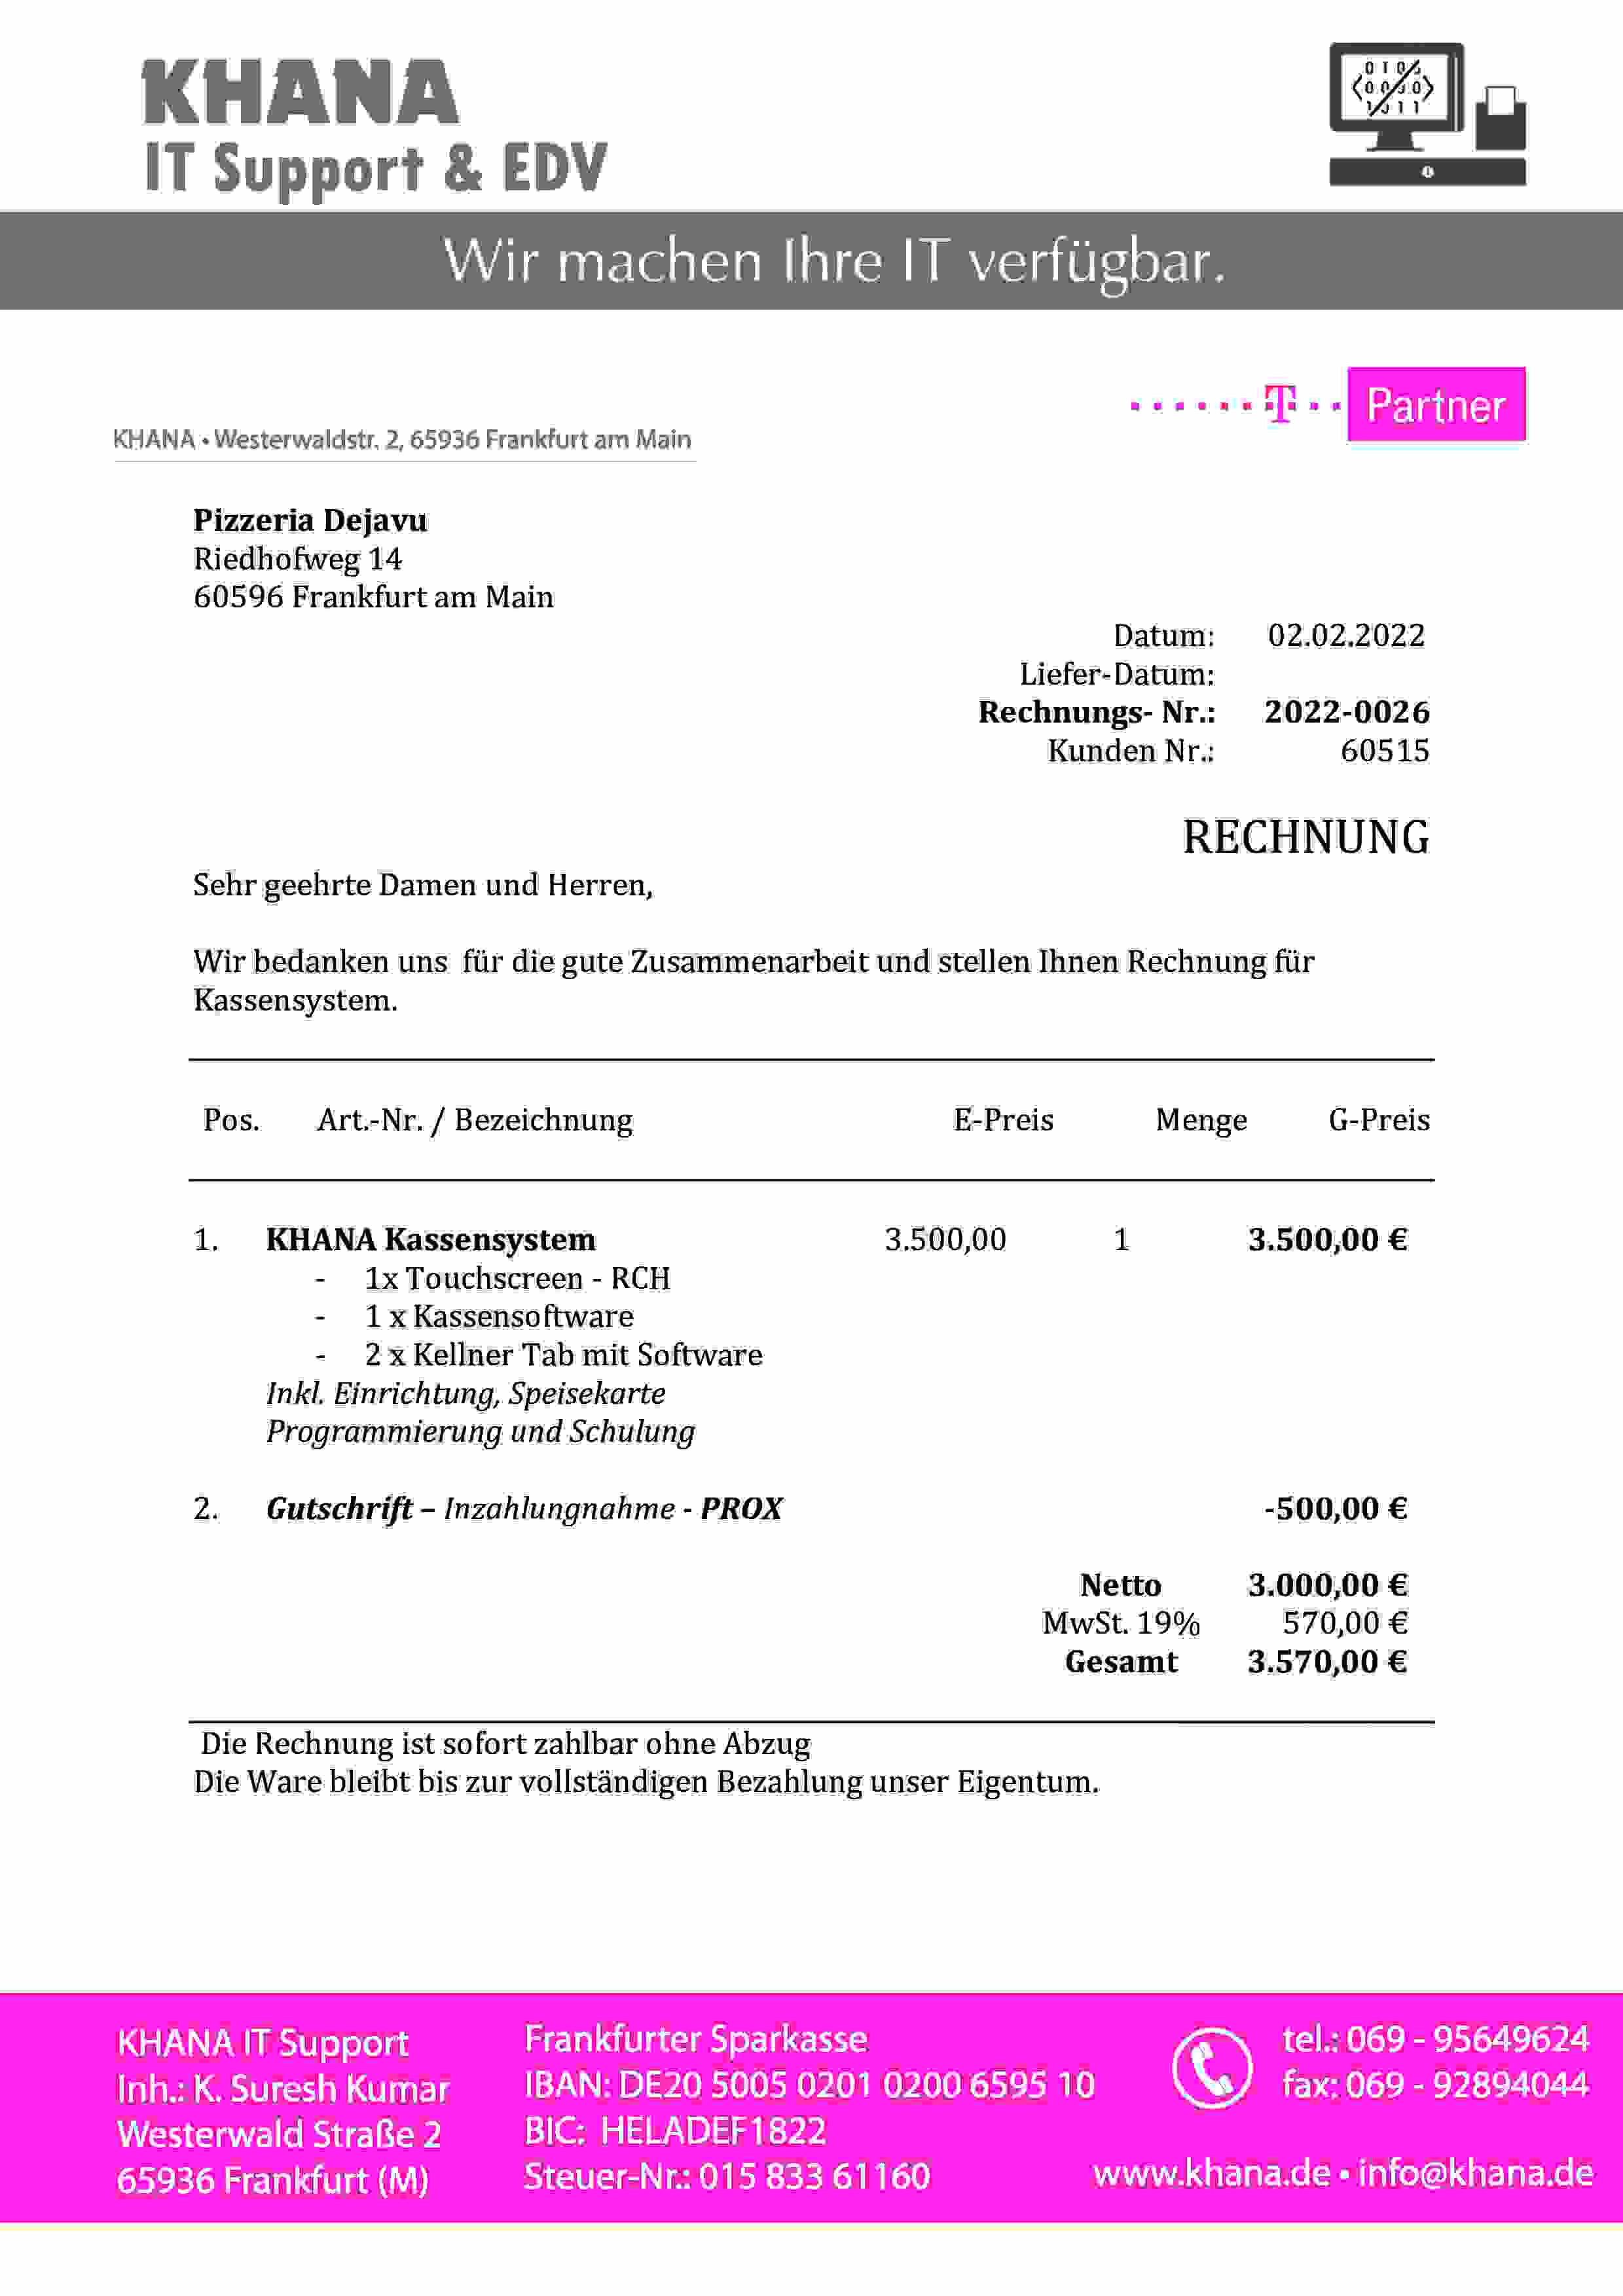 KHANA
IT Support & EDV
Wir machen Ihre IT verfügbar.
T Partner
KHANA • Westerwaldstr. 2, 65936 Frankfurt am Main
Pizzeria Dejavu
Riedhofweg 14
60596 Frankfurt am Main
Datum: 02.02.2022
Liefer-Datum:
Rechnungs- Nr.: 2022-0026
Kunden Nr.: 60515
RECHNUNG
Sehr geehrte Damen und Herren,
Wir bedanken uns für die gute Zusammenarbeit und stellen Ihnen Rechnung für
Kassensystem.
Pos. Art.-Nr. / Bezeichnung E-Preis Menge G-Preis
1. KHANA Kassensystem 3.500,00 1 3.500,00 €
- 1x Touchscreen - RCH
- 1 x Kassensoftware
- 2 x Kellner Tab mit Software
Inkl. Einrichtung, Speisekarte
Programmierung und Schulung
2. Gutschrift – Inzahlungnahme - PROX -500,00 €
Netto 3.000,00 €
MwSt. 19% 570,00 €
Gesamt 3.570,00 €
Die Rechnung ist sofort zahlbar ohne Abzug
Die Ware bleibt bis zur vollständigen Bezahlung unser Eigentum.
KHANA IT Support
Inh.: K. Suresh Kumar
Westerwald Straße 2
65936 Frankfurt (M)
Frankfurter Sparkasse
IBAN: DE20 5005 0201 0200 6595 10
BIC: HELADEF1822
Steuer-Nr.: 015 833 61160
tel.: 069 - 95649624
fax: 069 - 92894044
www.khana.de • info@khana.de